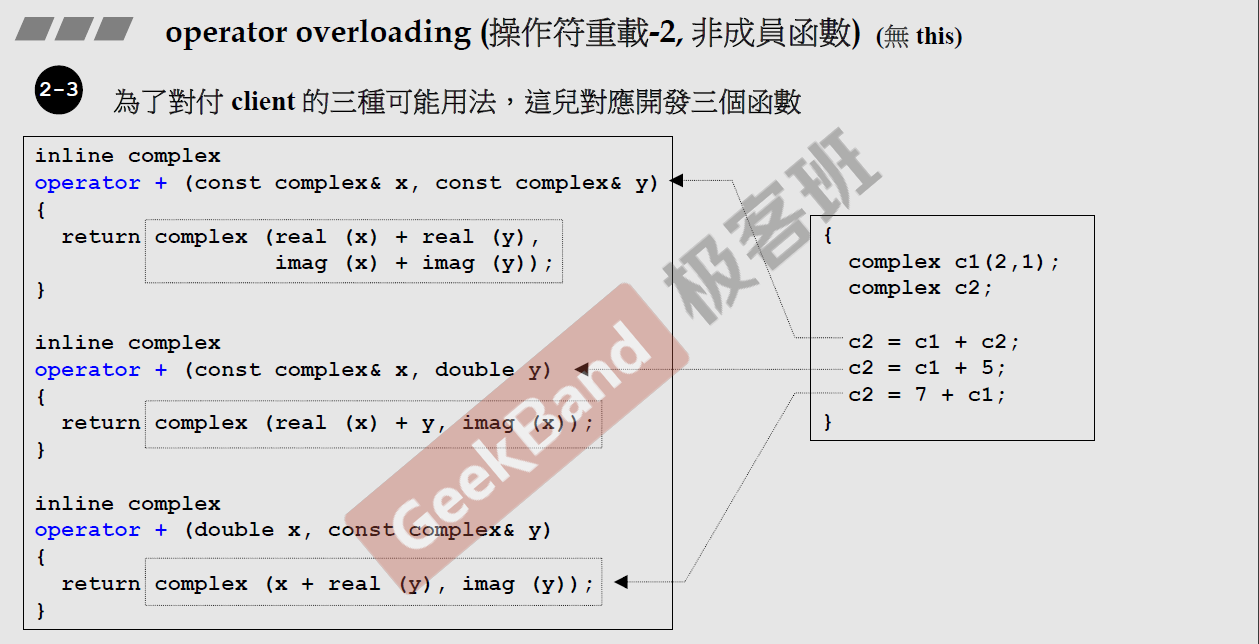 operator overloading (操作符重載-2, 非成員函數) (無 this)
2-3
為了對付 client 的三種可能用法，這兒對應開發三個函數
inline complex
operator + (const complex& x, const complex& y)
{
return complex (real (x) + real (y),
imag (x) + imag (y));
}
inline complex
operator + (const complex& x, double y)
{
return complex (real (x) + y, imag (x));
}
inline complex
operator + (double x, const complex& y)
{
return complex (x + real (y), imag (y));
}
{
complex c1(2,1);
complex c2;
c2 = c1 + c2;
c2 = c1 + 5;
c2 = 7 + c1;
}
GeekBand 极客班